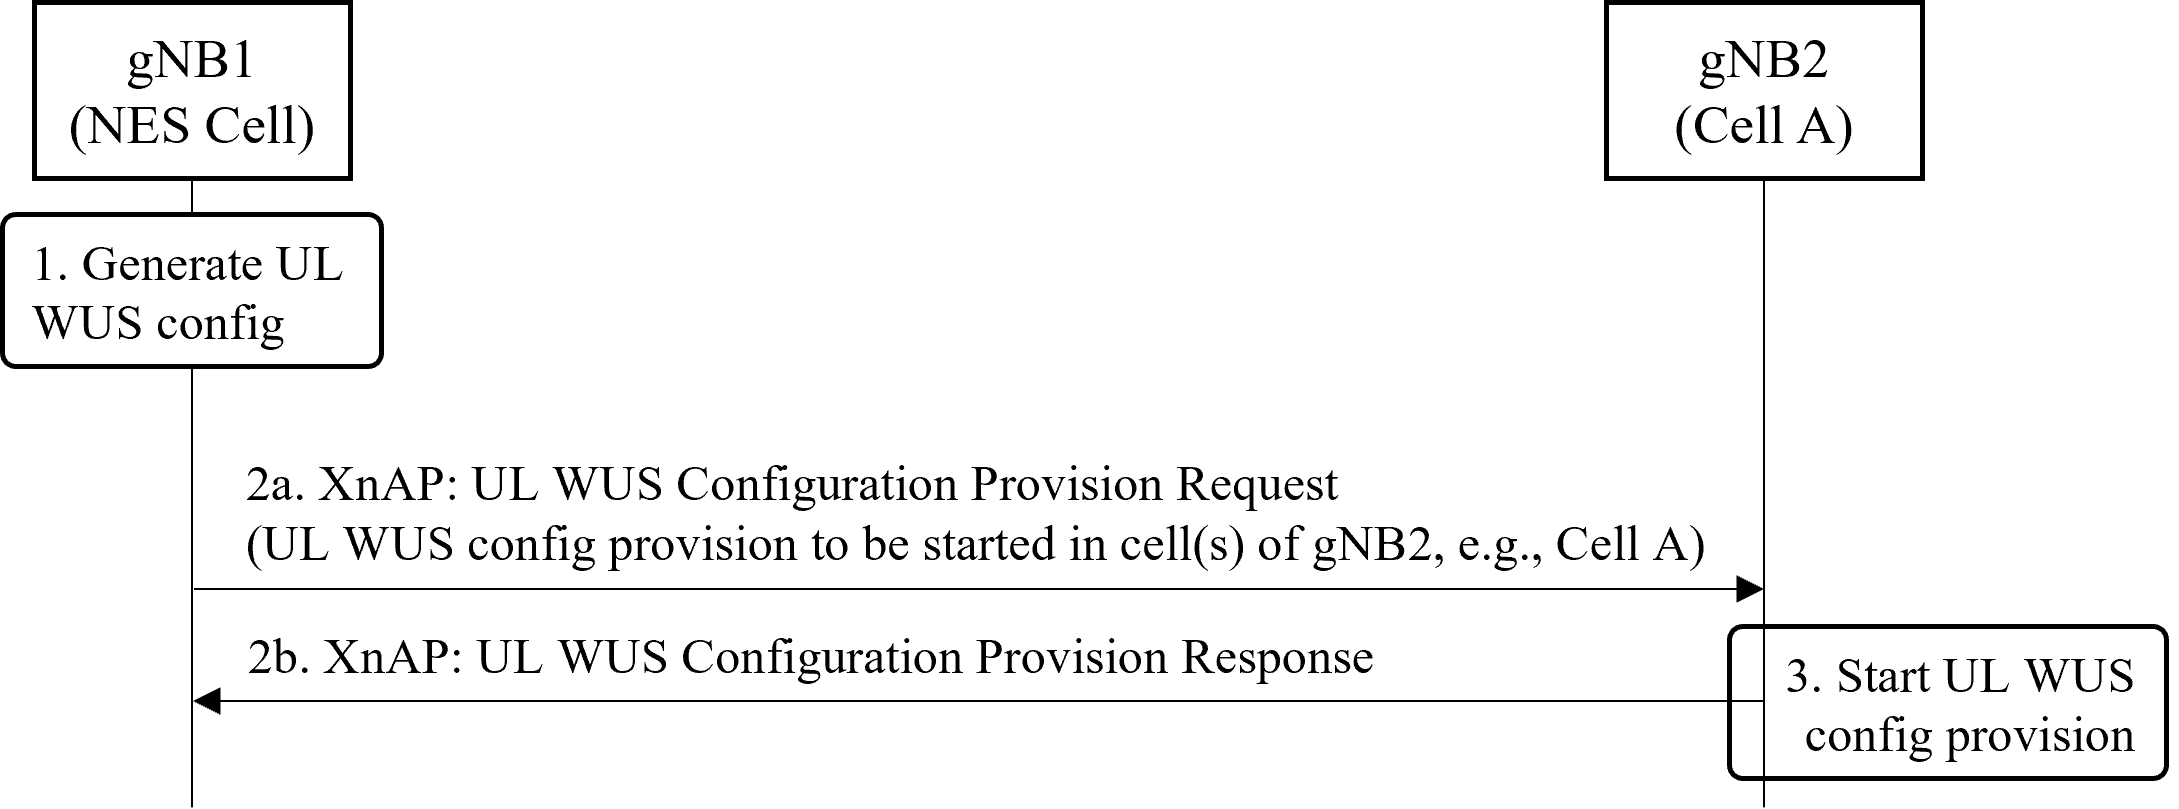 gNB1
(NES Cell)
gNB2
(Cell A)
1. Generate UL
WUS config
2a. XnAP: UL WUS Configuration Provision Request
(UL WUS config provision to be started in cell(s) of gNB2, e.g., Cell A)
2b. XnAP: UL WUS Configuration Provision Response
3. Start UL WUS
config provision